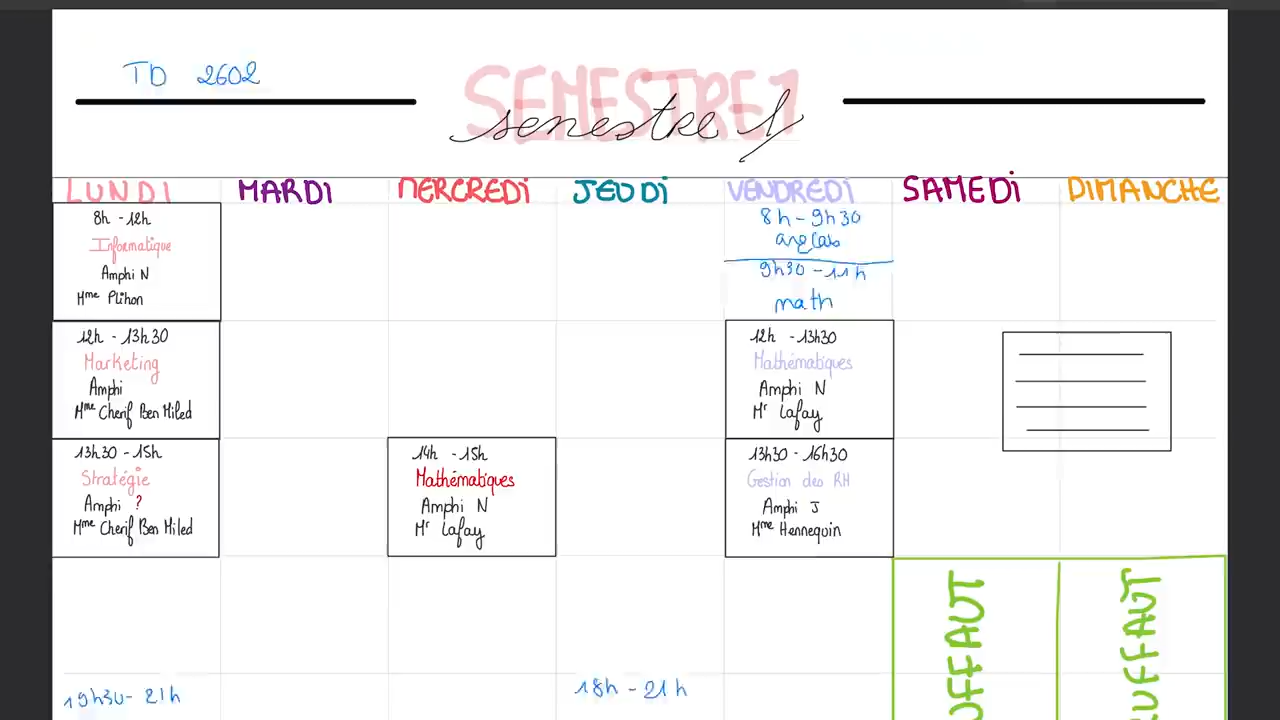 TD 2602
SEMESTRE 1
semestre 1
LUNDI
MARDI
MERCREDI
JEUDI
VENDREDI
SAMEDI
DIMANCHE
8h - 12h
Informatique
Amphi N
Mme Plihon
12h - 13h30
Marketing
Amphi
Mme Cherif Ben Miled
13h30 - 15h
Stratégie
Amphi ?
Mme Cherif Ben Miled
19h30 - 21h
14h - 15h
Mathématiques
Amphi N
Mr Lafay
18h - 21h
8h - 9h30
anglais
9h30 - 11h
math
12h - 13h30
Mathématiques
Amphi N
Mr Lafay
13h30 - 16h30
Gestion des RH
Amphi J
Mme Hennequin